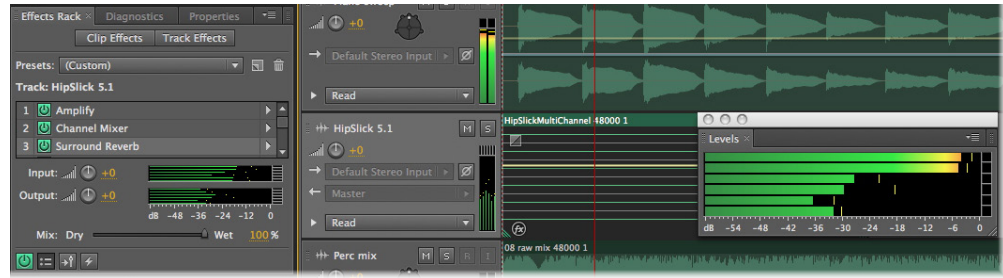 Effects Rack × Diagnostics Properties
Clip Effects Track Effects
Presets: (Custom)
Track: HipSlick 5.1
1 Amplify
2 Channel Mixer
3 Surround Reverb
Input: +0
Output: +0
dB -48 -36 -24 -12 0
Mix: Dry Wet 100 %
+0
Default Stereo Input
Read
HipSlick 5.1 M S
+0
Default Stereo Input
Master
Read
Perc mix M S R I
HipSlickMultiChannel 48000 1
fx
08 raw mix 48000 1
Levels ×
dB -54 -48 -42 -36 -30 -24 -18 -12 -6 0